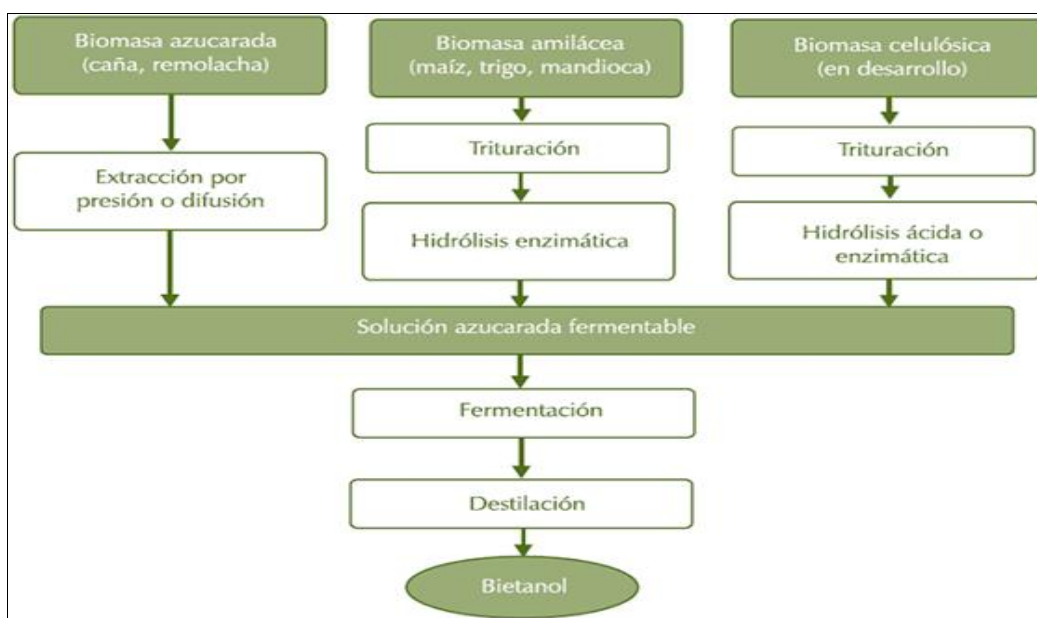 Biomasa azucarada
(caña, remolacha)
Biomasa amilácea
(maíz, trigo, mandioca)
Biomasa celulósica
(en desarrollo)
Extracción por
presión o difusión
Trituración
Trituración
Hidrólisis enzimática
Hidrólisis ácida o
enzimática
Solución azucarada fermentable
Fermentación
Destilación
Bietanol